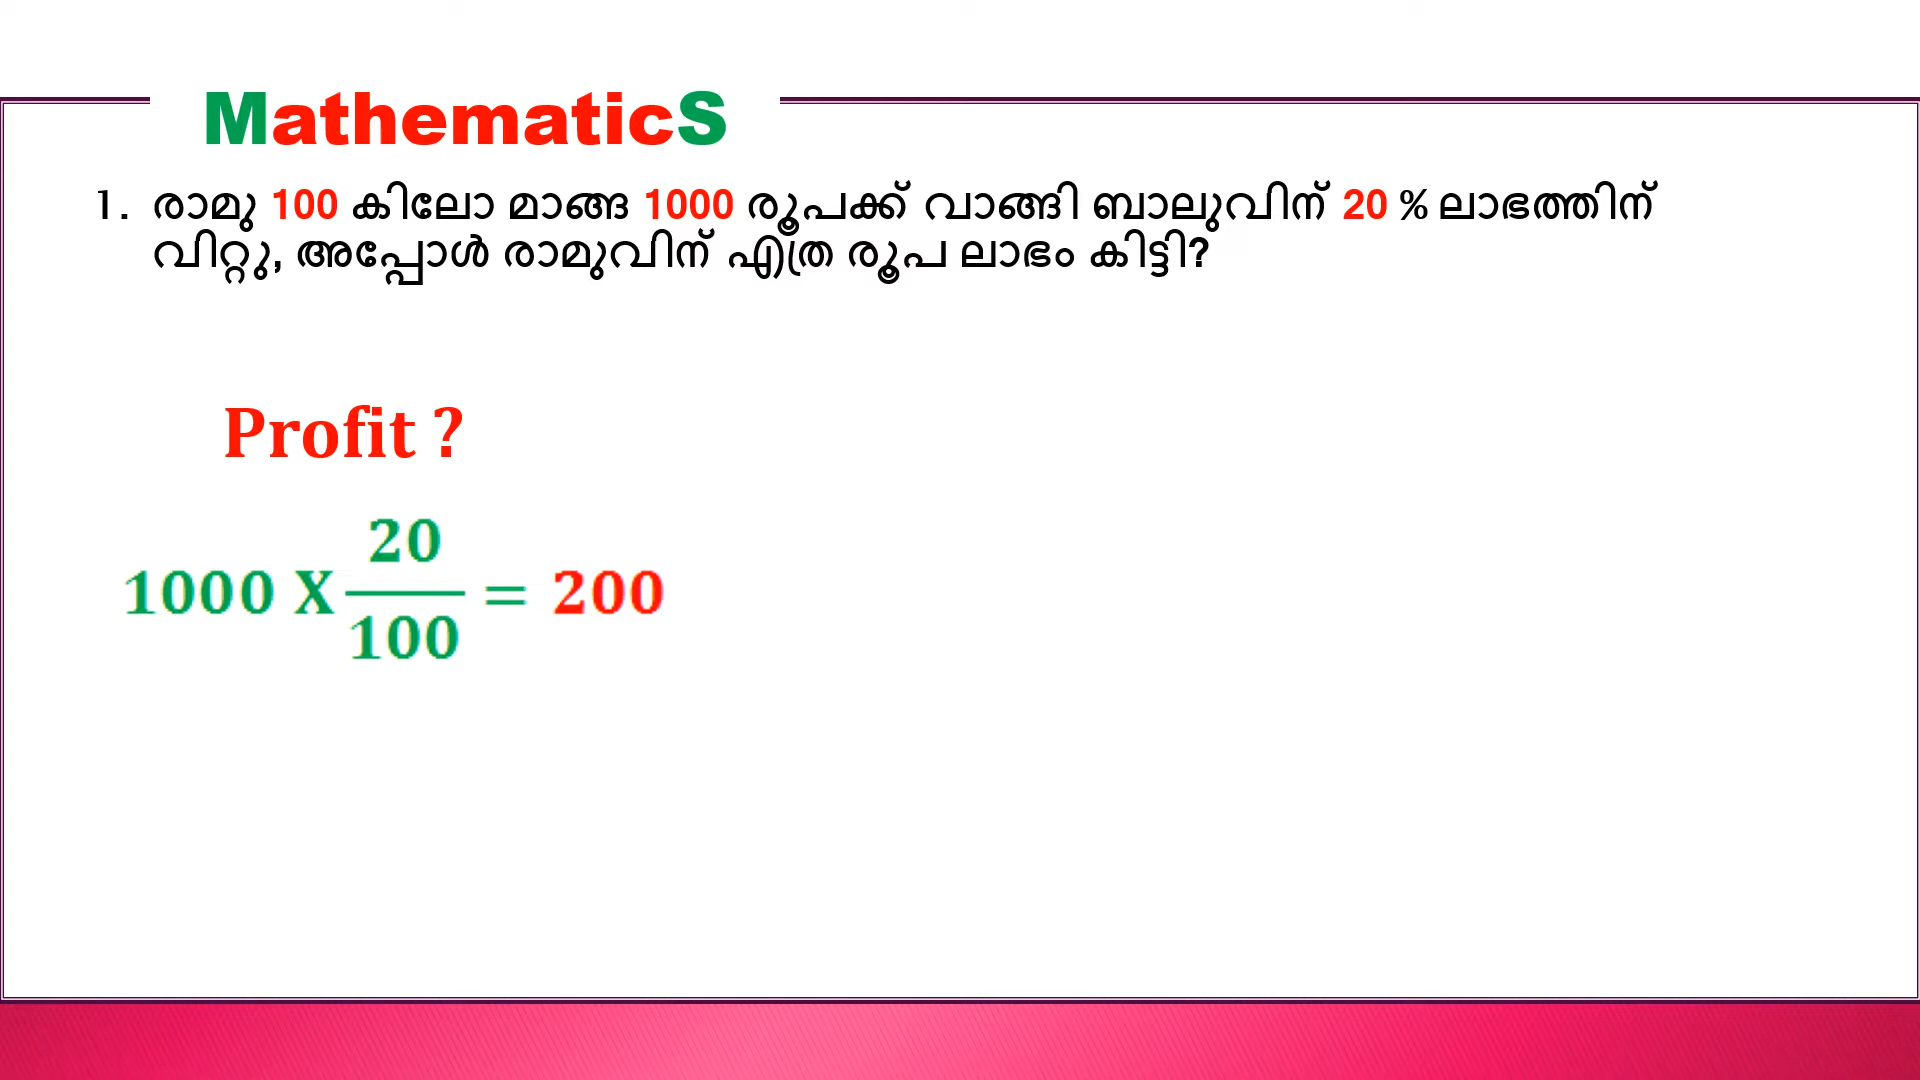 MathematicS
1. രാമു 100 കിലോ മാങ്ങ 1000 രൂപക്ക് വാങ്ങി ബാലുവിന് 20 % ലാഭത്തിന്
വിറ്റു, അപ്പോൾ രാമുവിന് എത്ര രൂപ ലാഭം കിട്ടി?
Profit ?
1000 X 20/100 = 200